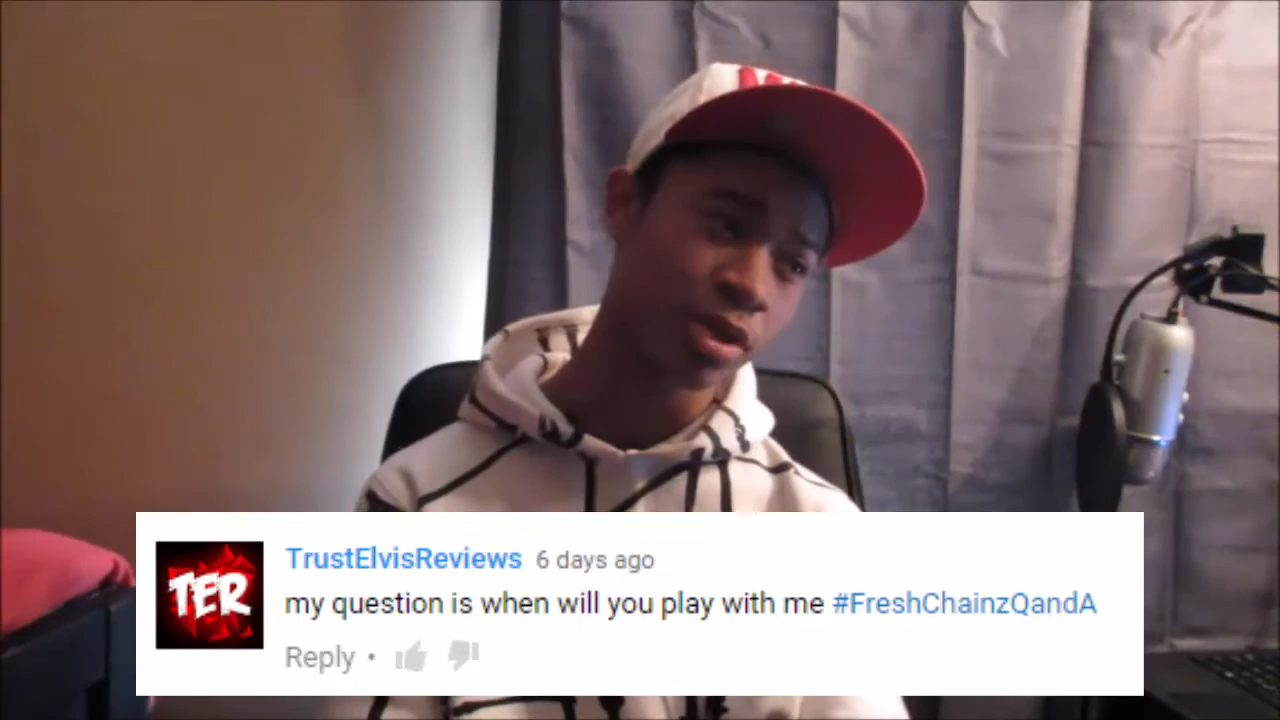 TrustElvisReviews 6 days ago
TER
my question is when will you play with me #FreshChainzQandA
Reply •